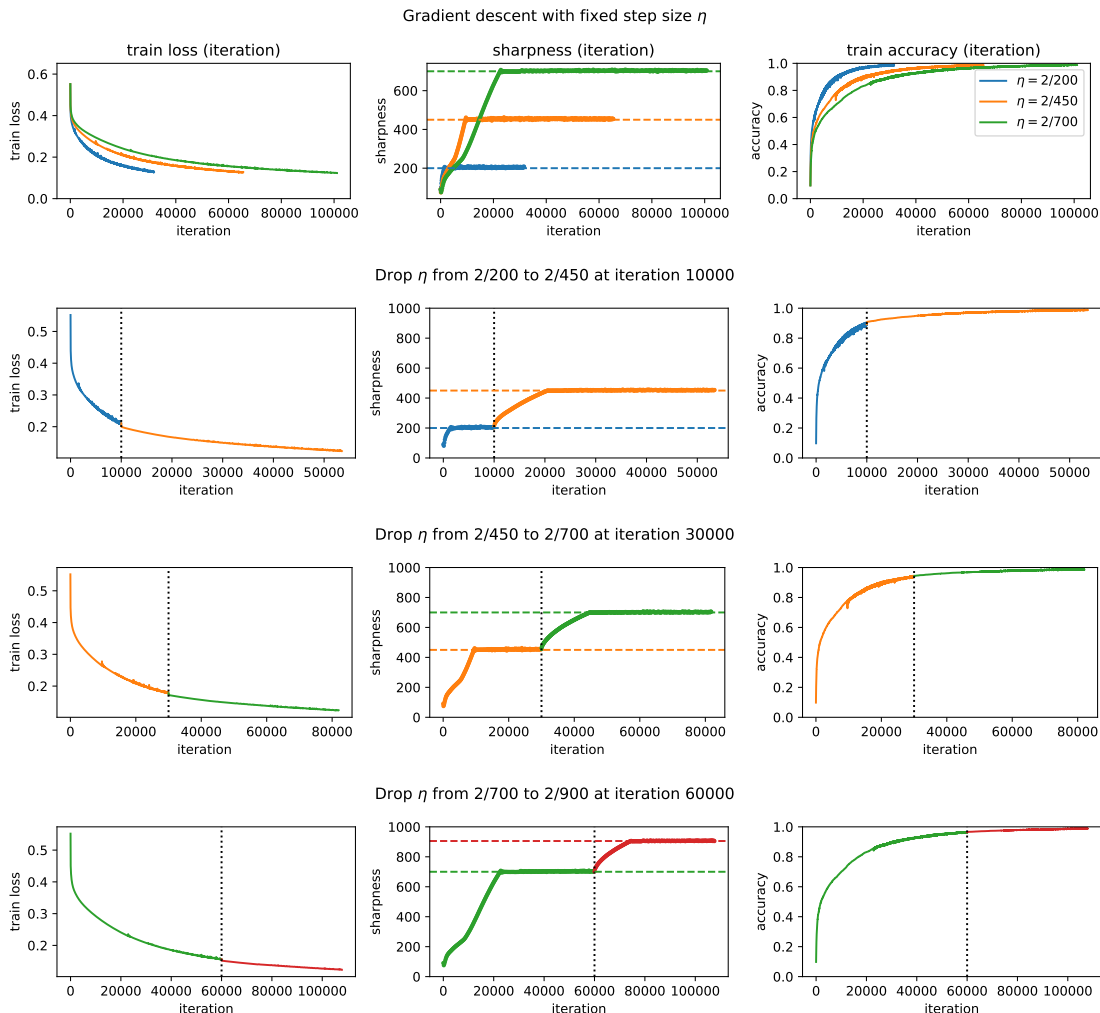 Gradient descent with fixed step size η
train loss (iteration)
sharpness (iteration)
train accuracy (iteration)
train loss
0.6
0.4
0.2
0.0
0 20000 40000 60000 80000 100000
iteration
sharpness
600
400
200
0 20000 40000 60000 80000 100000
iteration
accuracy
1.0
0.8
0.6
0.4
0.2
0.0
η = 2/200
η = 2/450
η = 2/700
0 20000 40000 60000 80000 100000
iteration
Drop η from 2/200 to 2/450 at iteration 10000
train loss
0.5
0.4
0.3
0.2
0 10000 20000 30000 40000 50000
iteration
sharpness
1000
800
600
400
200
0
0 10000 20000 30000 40000 50000
iteration
accuracy
1.0
0.8
0.6
0.4
0.2
0.0
0 10000 20000 30000 40000 50000
iteration
Drop η from 2/450 to 2/700 at iteration 30000
train loss
0.5
0.4
0.3
0.2
0 20000 40000 60000 80000
iteration
sharpness
1000
800
600
400
200
0
0 20000 40000 60000 80000
iteration
accuracy
1.0
0.8
0.6
0.4
0.2
0.0
0 20000 40000 60000 80000
iteration
Drop η from 2/700 to 2/900 at iteration 60000
train loss
0.5
0.4
0.3
0.2
0 20000 40000 60000 80000 100000
iteration
sharpness
1000
800
600
400
200
0
0 20000 40000 60000 80000 100000
iteration
accuracy
1.0
0.8
0.6
0.4
0.2
0.0
0 20000 40000 60000 80000 100000
iteration